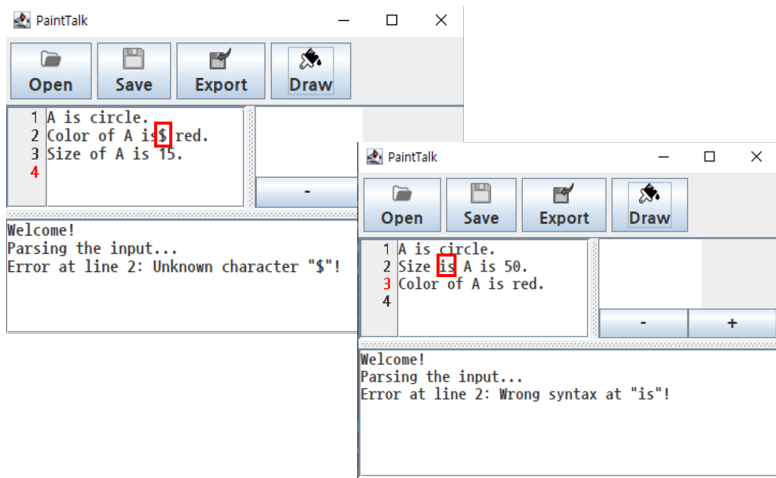 PaintTalk
Open Save Export Draw
1 A is circle.
2 Color of A is$ red.
3 Size of A is 15.
4
-
Welcome!
Parsing the input...
Error at line 2: Unknown character "$"!
PaintTalk
Open Save Export Draw
1 A is circle.
2 Size is A is 50.
3 Color of A is red.
4
- +
Welcome!
Parsing the input...
Error at line 2: Wrong syntax at "is"!